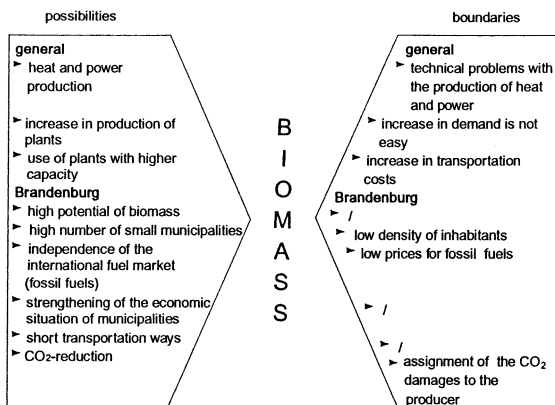 possibilities
general
➤ heat and power
production
➤ increase in production of
plants
➤ use of plants with higher
capacity
Brandenburg
➤ high potential of biomass
➤ high number of small municipalities
➤ independence of the
international fuel market
(fossil fuels)
➤ strengthening of the economic
situation of municipalities
➤ short transportation ways
➤ CO₂-reduction
B
I
O
M
A
S
S
boundaries
general
➤ technical problems with
the production of heat
and power
➤ increase in demand is not
easy
➤ increase in transportation
costs
Brandenburg
➤ /
➤ low density of inhabitants
➤ low prices for fossil fuels
➤ /
➤ /
➤ assignment of the CO₂
damages to the
producer